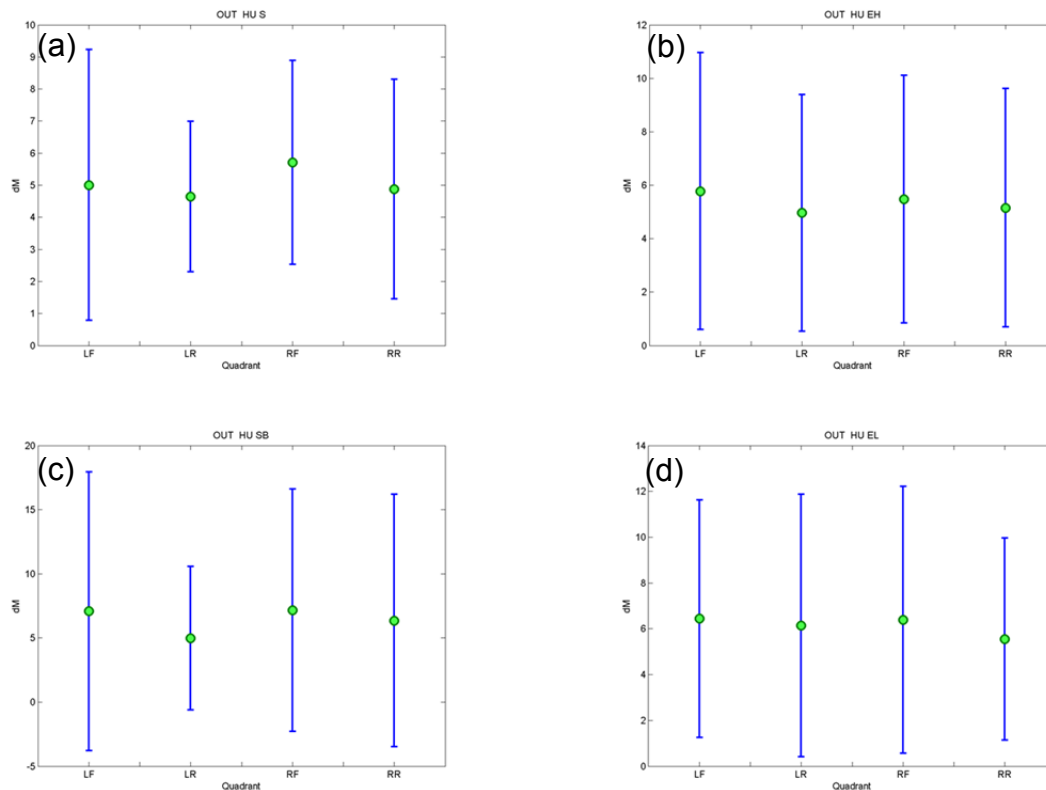 OUT HU S
(a)
10
9
8
7
6
5
4
3
2
1
0
dM
LF LR RF RR
Quadrant
OUT HU EH
(b)
12
10
8
6
4
2
0
dM
LF LR RF RR
Quadrant
OUT HU SB
(c)
20
15
10
5
0
-5
dM
LF LR RF RR
Quadrant
OUT HU EL
(d)
14
12
10
8
6
4
2
0
dM
LF LR RF RR
Quadrant